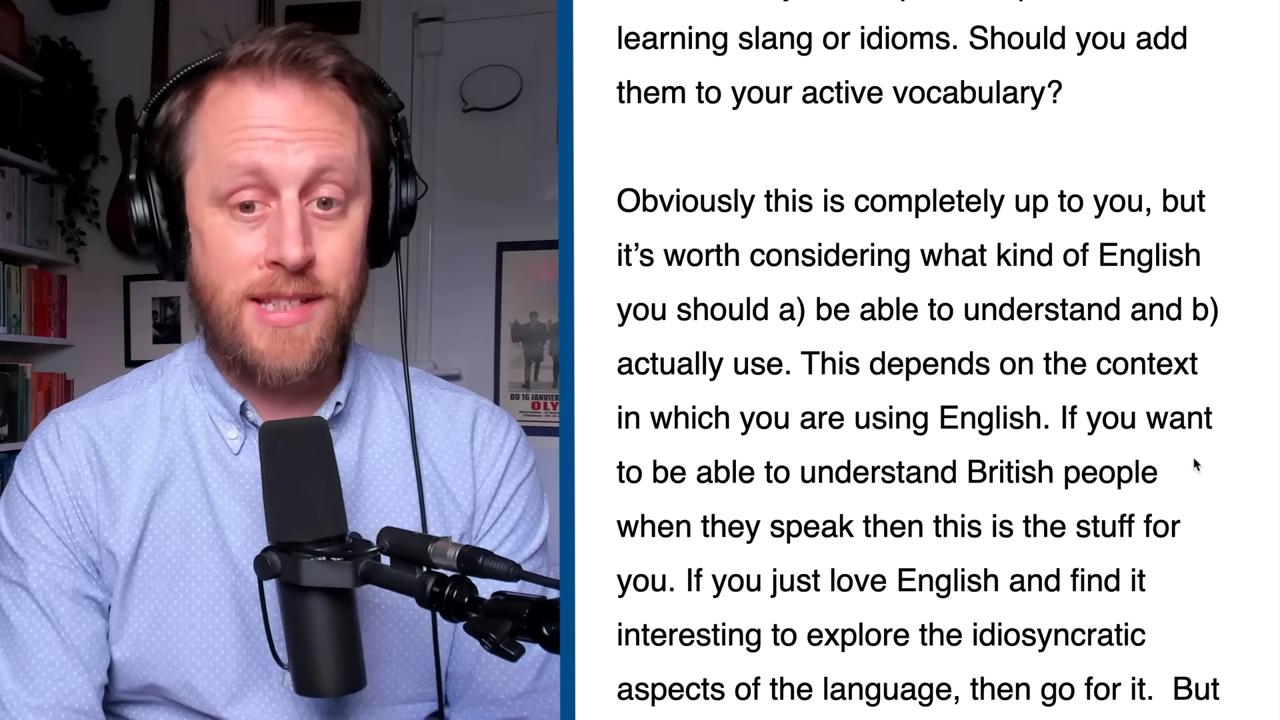 learning slang or idioms. Should you add
them to your active vocabulary?
Obviously this is completely up to you, but
it’s worth considering what kind of English
you should a) be able to understand and b)
actually use. This depends on the context
in which you are using English. If you want
to be able to understand British people
when they speak then this is the stuff for
you. If you just love English and find it
interesting to explore the idiosyncratic
aspects of the language, then go for it.  But
DU 16 JANVIER
OLY